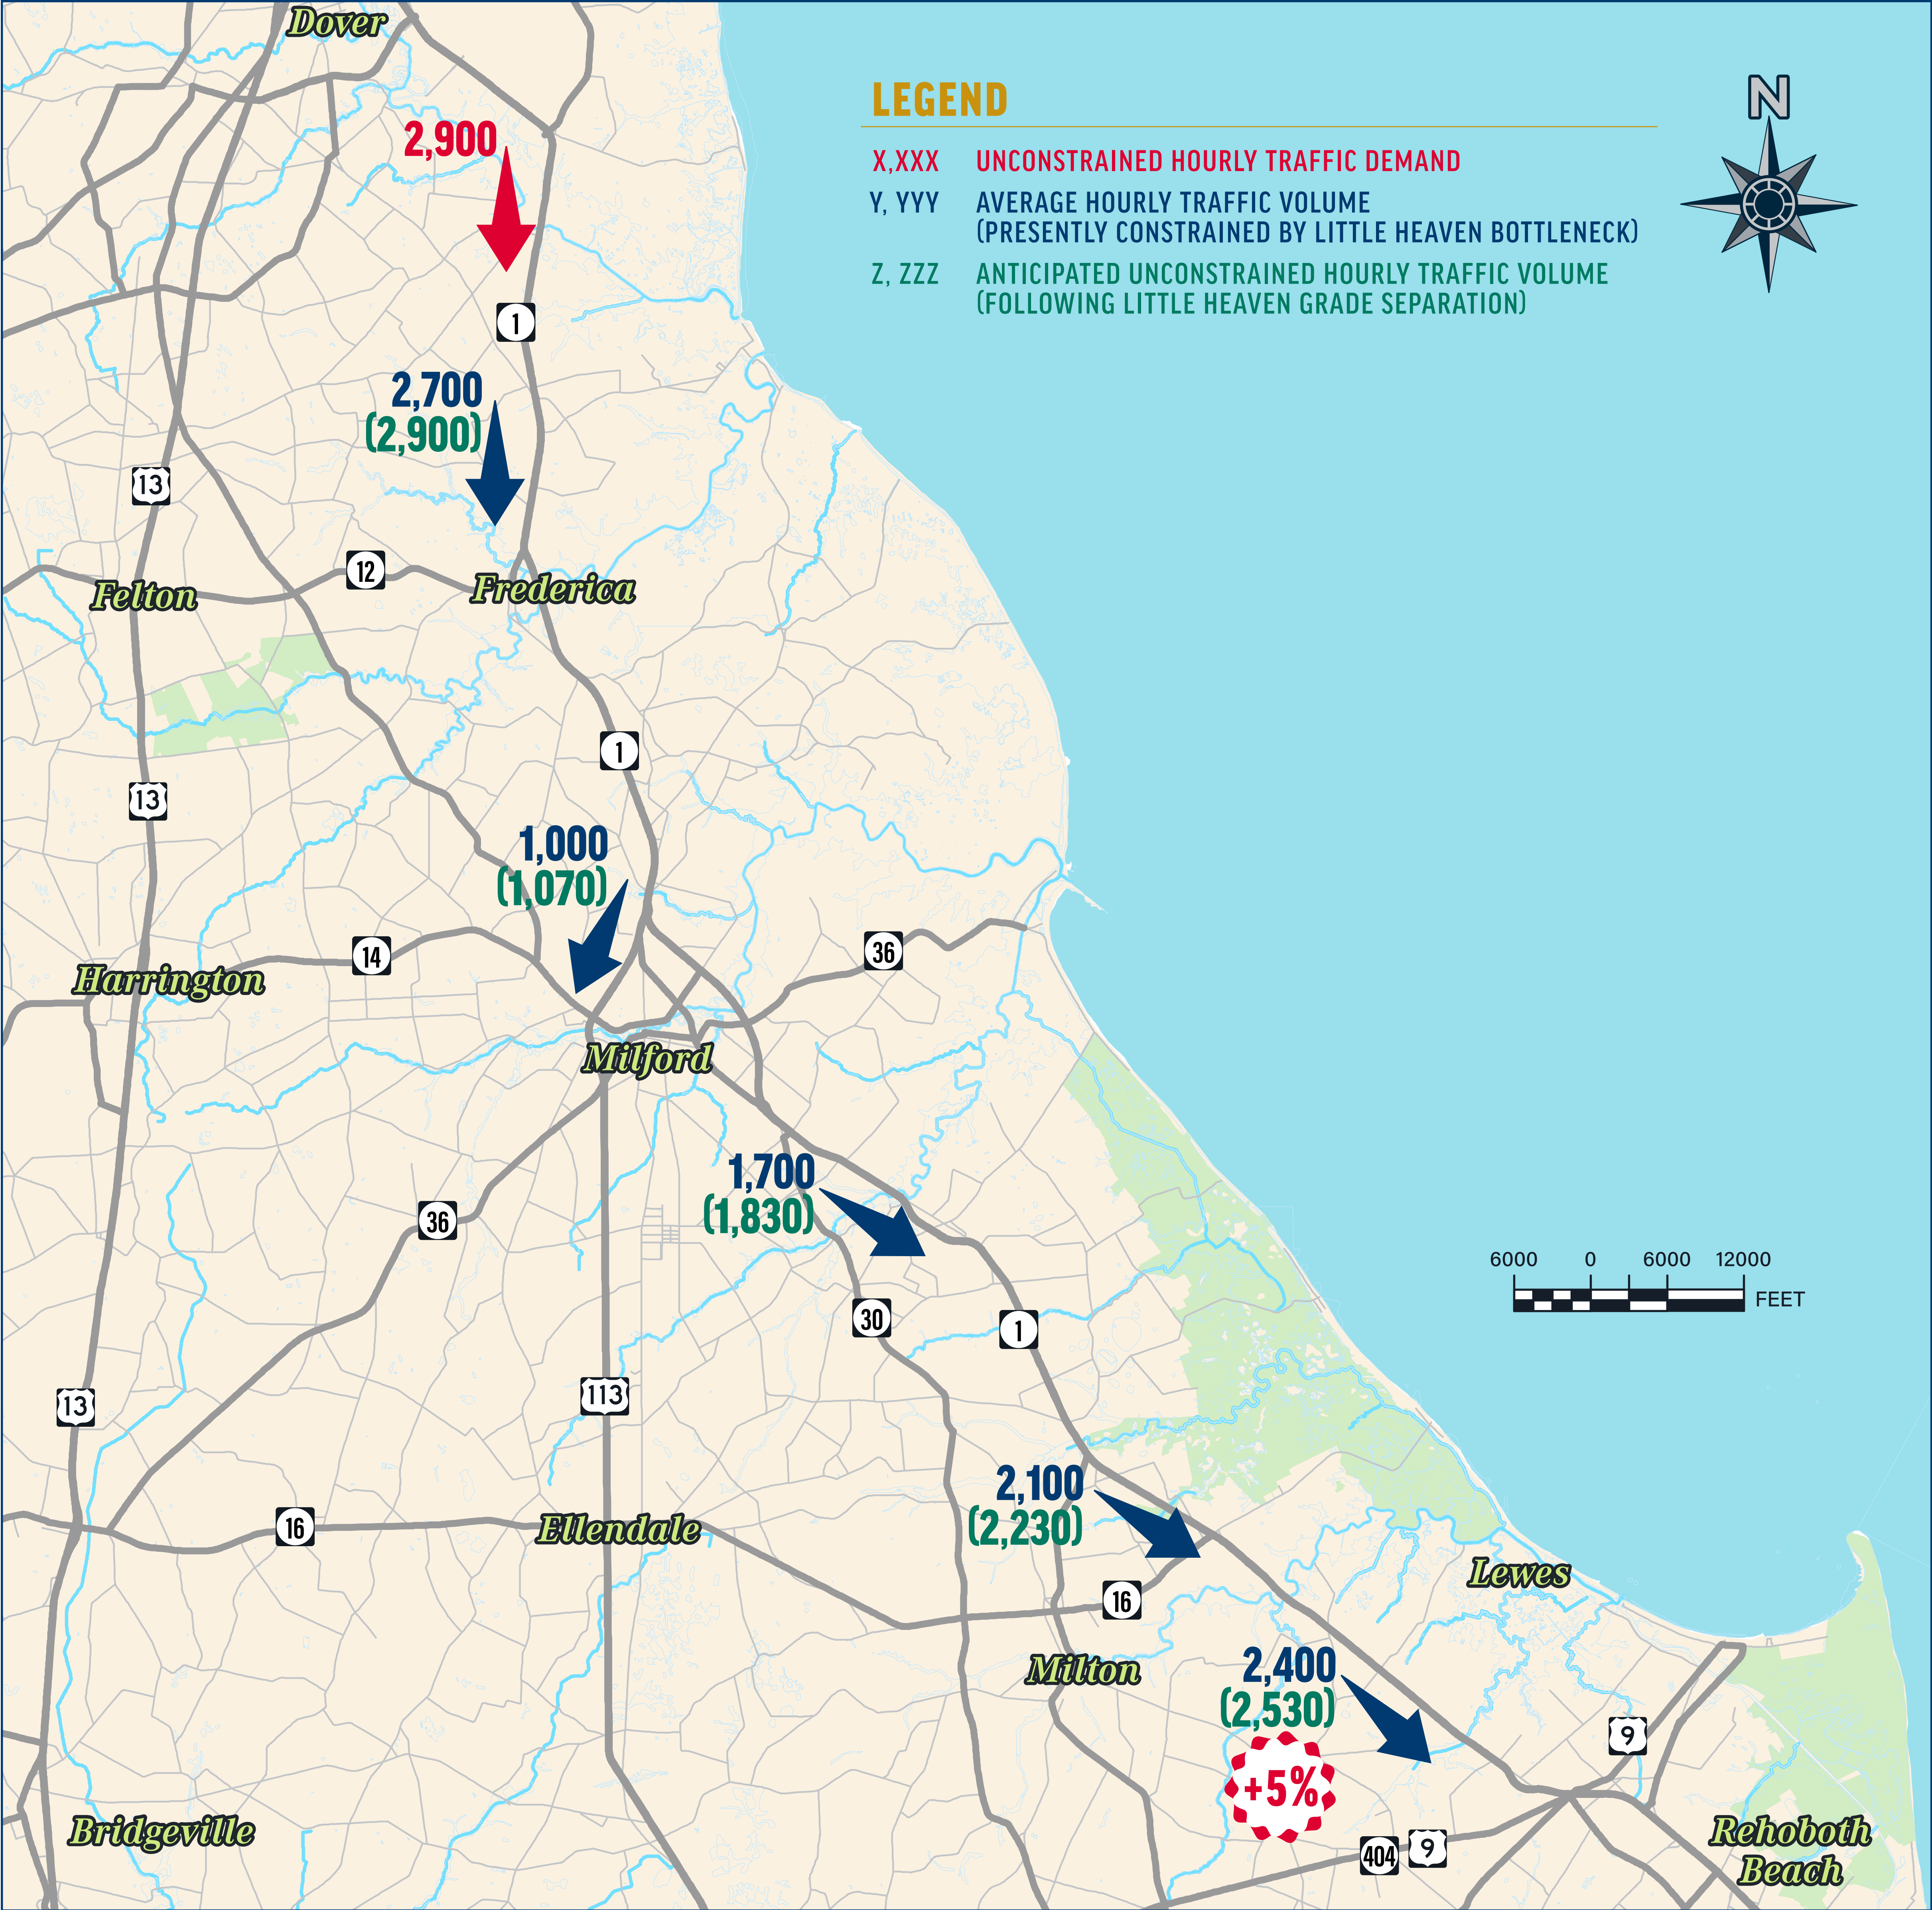 Dover
LEGEND
N
X,XXX UNCONSTRAINED HOURLY TRAFFIC DEMAND
Y, YYY AVERAGE HOURLY TRAFFIC VOLUME
(PRESENTLY CONSTRAINED BY LITTLE HEAVEN BOTTLENECK)
Z, ZZZ ANTICIPATED UNCONSTRAINED HOURLY TRAFFIC VOLUME
(FOLLOWING LITTLE HEAVEN GRADE SEPARATION)
2,900
1
2,700
(2,900)
13
12
Felton
Frederica
1
13
1,000
(1,070)
14
36
Harrington
Milford
1,700
(1,830)
36
6000 0 6000 12000
FEET
30
1
113
13
2,100
(2,230)
16
Ellendale
Lewes
16
Milton
2,400
(2,530)
9
+5%
Bridgeville
404
9
Rehoboth
Beach